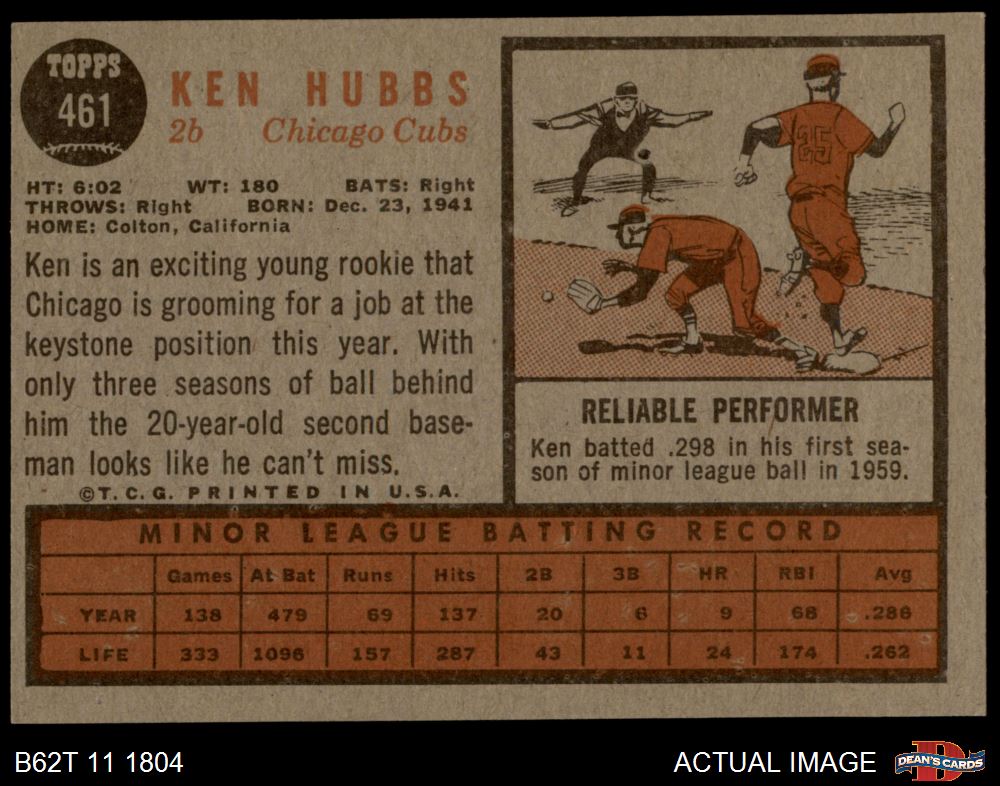 TOPPS
461
KEN HUBBS
2b Chicago Cubs
HT: 6:02 WT: 180 BATS: Right
THROWS: Right BORN: Dec. 23, 1941
HOME: Colton, California
Ken is an exciting young rookie that
Chicago is grooming for a job at the
keystone position this year. With
only three seasons of ball behind
him the 20-year-old second base-
man looks like he can't miss.
©T.C.G. PRINTED IN U.S.A.
25
RELIABLE PERFORMER
Ken batted .298 in his first sea-
son of minor league ball in 1959.
MINOR LEAGUE BATTING RECORD
Games At Bat Runs Hits 2B 3B HR RBI Avg
YEAR 138 479 69 137 20 6 9 68 .286
LIFE 333 1096 157 287 43 11 24 174 .262
B62T 11 1804
ACTUAL IMAGE
D
DEAN'S CARDS